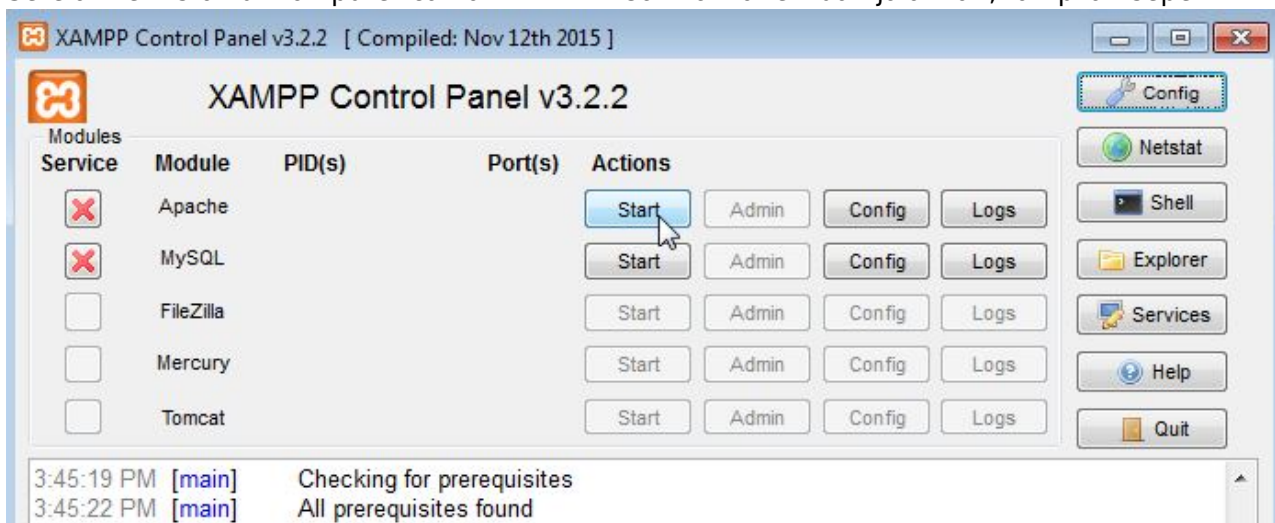 XAMPP Control Panel v3.2.2 [ Compiled: Nov 12th 2015 ]
XAMPP Control Panel v3.2.2
Config
Modules
Service Module PID(s) Port(s) Actions
Netstat
Apache Start Admin Config Logs
Shell
MySQL Start Admin Config Logs
Explorer
FileZilla Start Admin Config Logs
Services
Mercury Start Admin Config Logs
Help
Tomcat Start Admin Config Logs
Quit
3:45:19 PM [main] Checking for prerequisites
3:45:22 PM [main] All prerequisites found